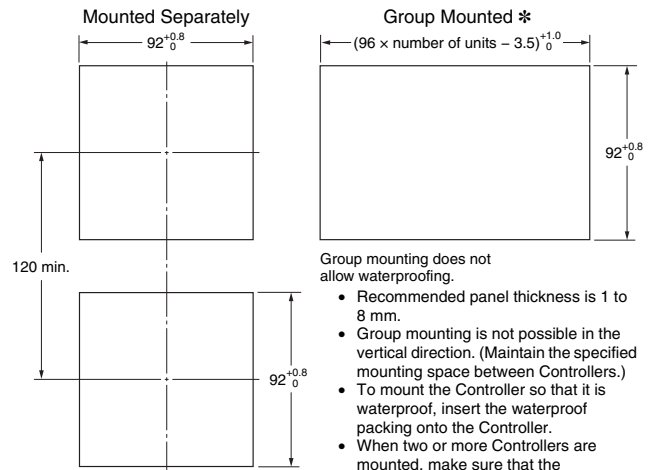 Mounted Separately
92 +0.8 0
120 min.
92 +0.8 0
Group Mounted *
(96 × number of units − 3.5) +1.0 0
92 +0.8 0
Group mounting does not
allow waterproofing.
• Recommended panel thickness is 1 to
8 mm.
• Group mounting is not possible in the
vertical direction. (Maintain the specified
mounting space between Controllers.)
• To mount the Controller so that it is
waterproof, insert the waterproof
packing onto the Controller.
• When two or more Controllers are
mounted, make sure that the